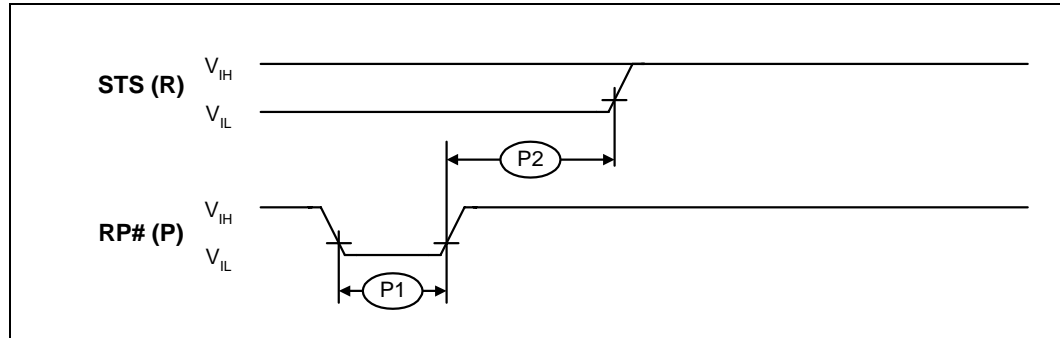 V_IH
STS (R)
V_IL
P2
V_IH
RP# (P)
V_IL
P1